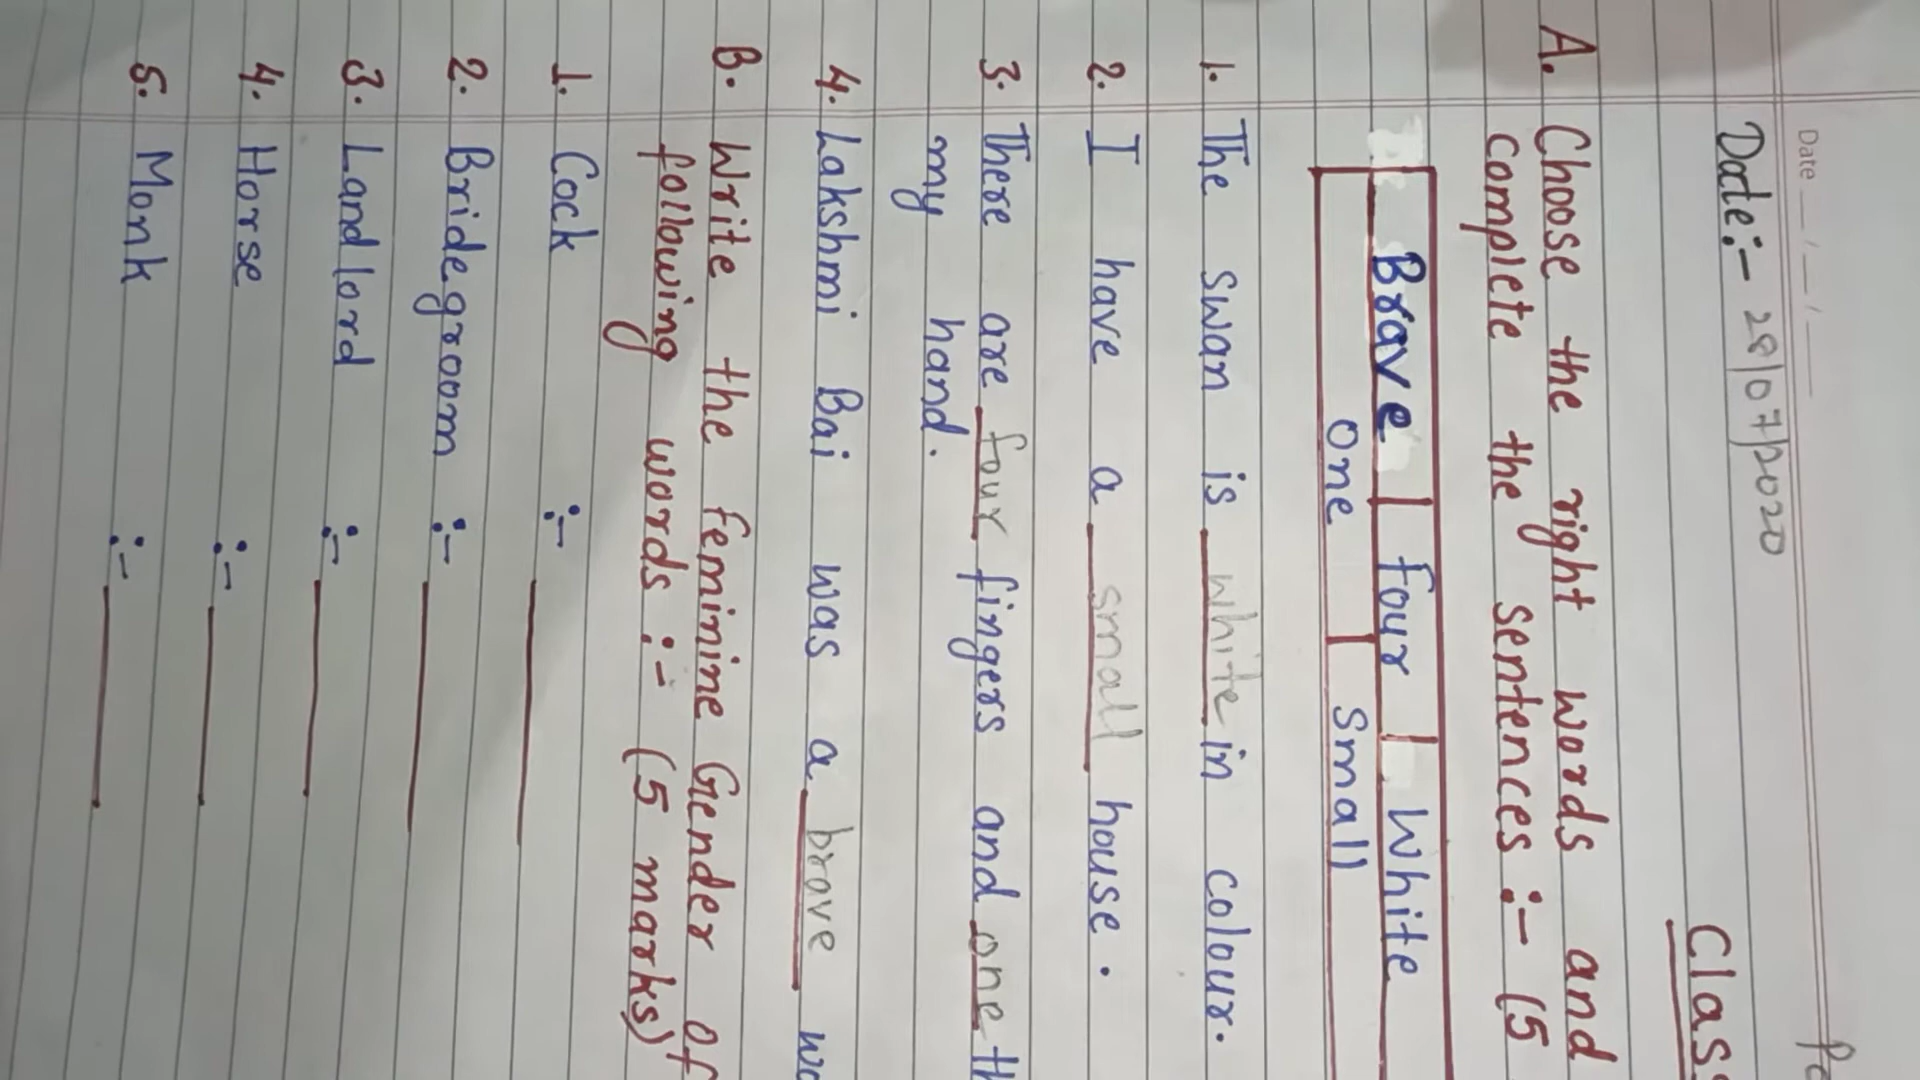 Date
Date:- 28/07/2020
Clas
A. Choose the right words and
complete the sentences :- (5
Brave | four | White
One | Small
1. The swan is white in colour.
2. I have a small house.
3. There are four fingers and one th
my hand.
4. Lakshmi Bai was a brave wo
B. Write the feminine Gender of
following words :- (5 marks)
1. Cock :-
2. Bridegroom :-
3. Landlord :-
4. Horse :-
5. Monk :-